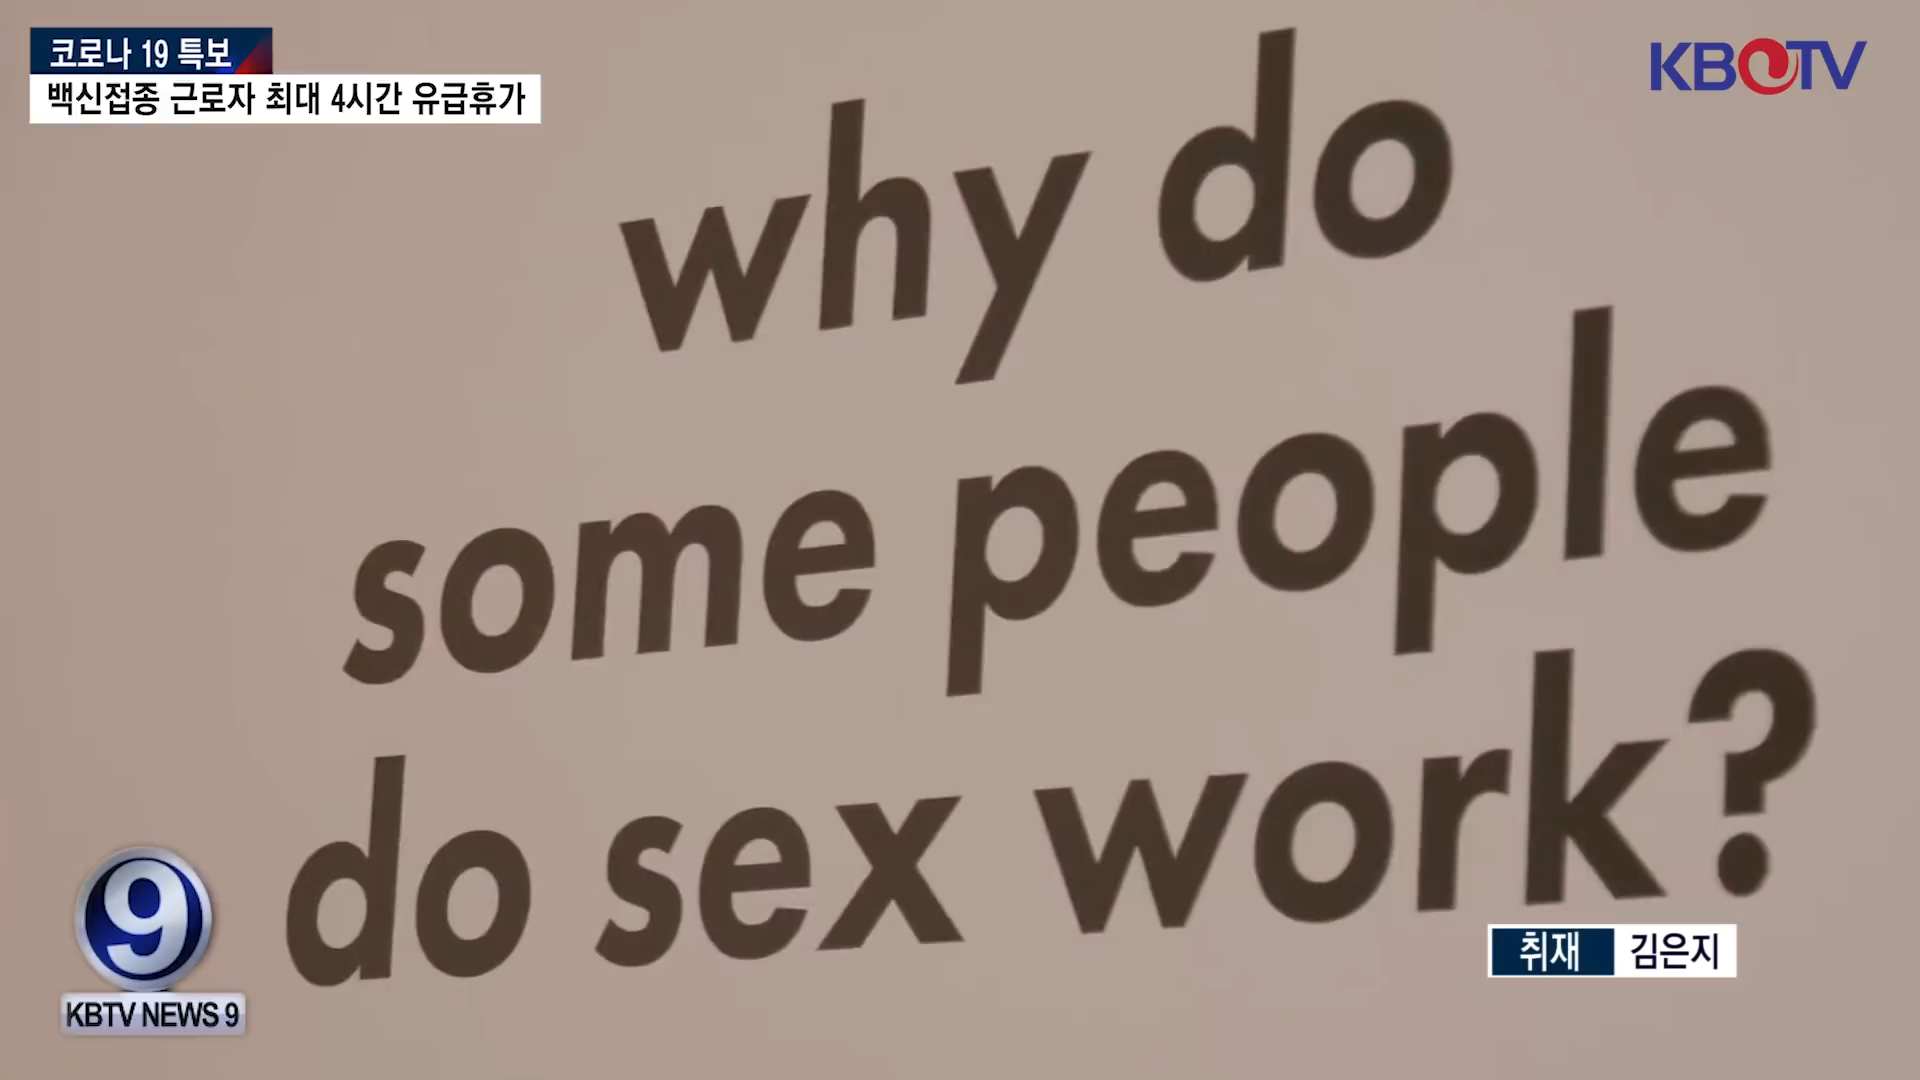 코로나 19 특보
백신접종 근로자 최대 4시간 유급휴가
KBTV
why do
some people
do sex work?
취재 김은지
9
KBTV NEWS 9